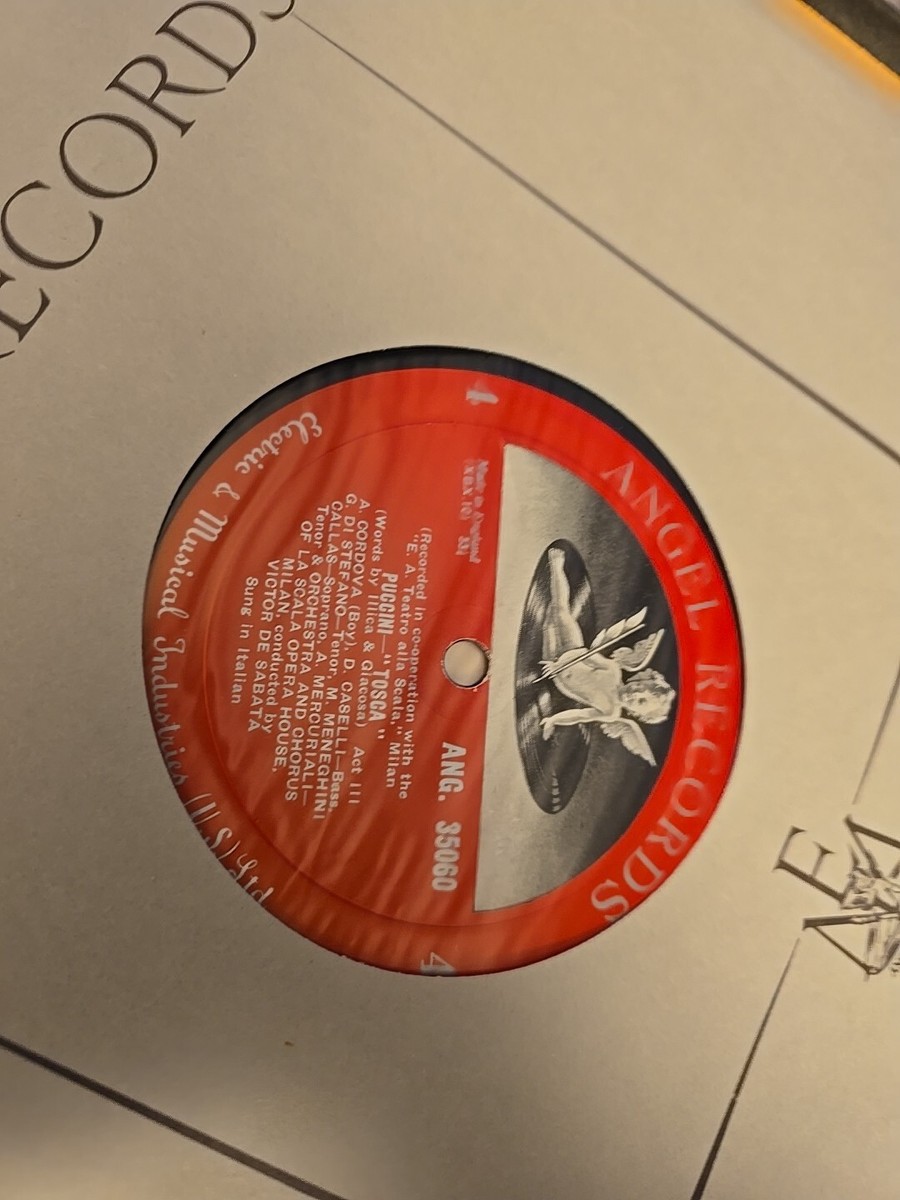 RECORDS
ANGEL RECORDS
4
Made in England
ANG. 35060
4
(Recorded in co-operation with the
"E. A. Teatro alla Scala," Milan
PUCCINI—"TOSCA"
(Words by Illica & Giacosa) Act III
A. CORDOVA (Boy), D. CASELLI—Bass,
G. DI STEFANO—Tenor, M. MENEGHINI
CALLAS—Soprano, A. MERCURIALI—
Tenor & ORCHESTRA AND CHORUS
OF LA SCALA OPERA HOUSE,
MILAN, conducted by
VICTOR DE SABATA
Sung in Italian
Electric & Musical Industries (U.S) Ltd